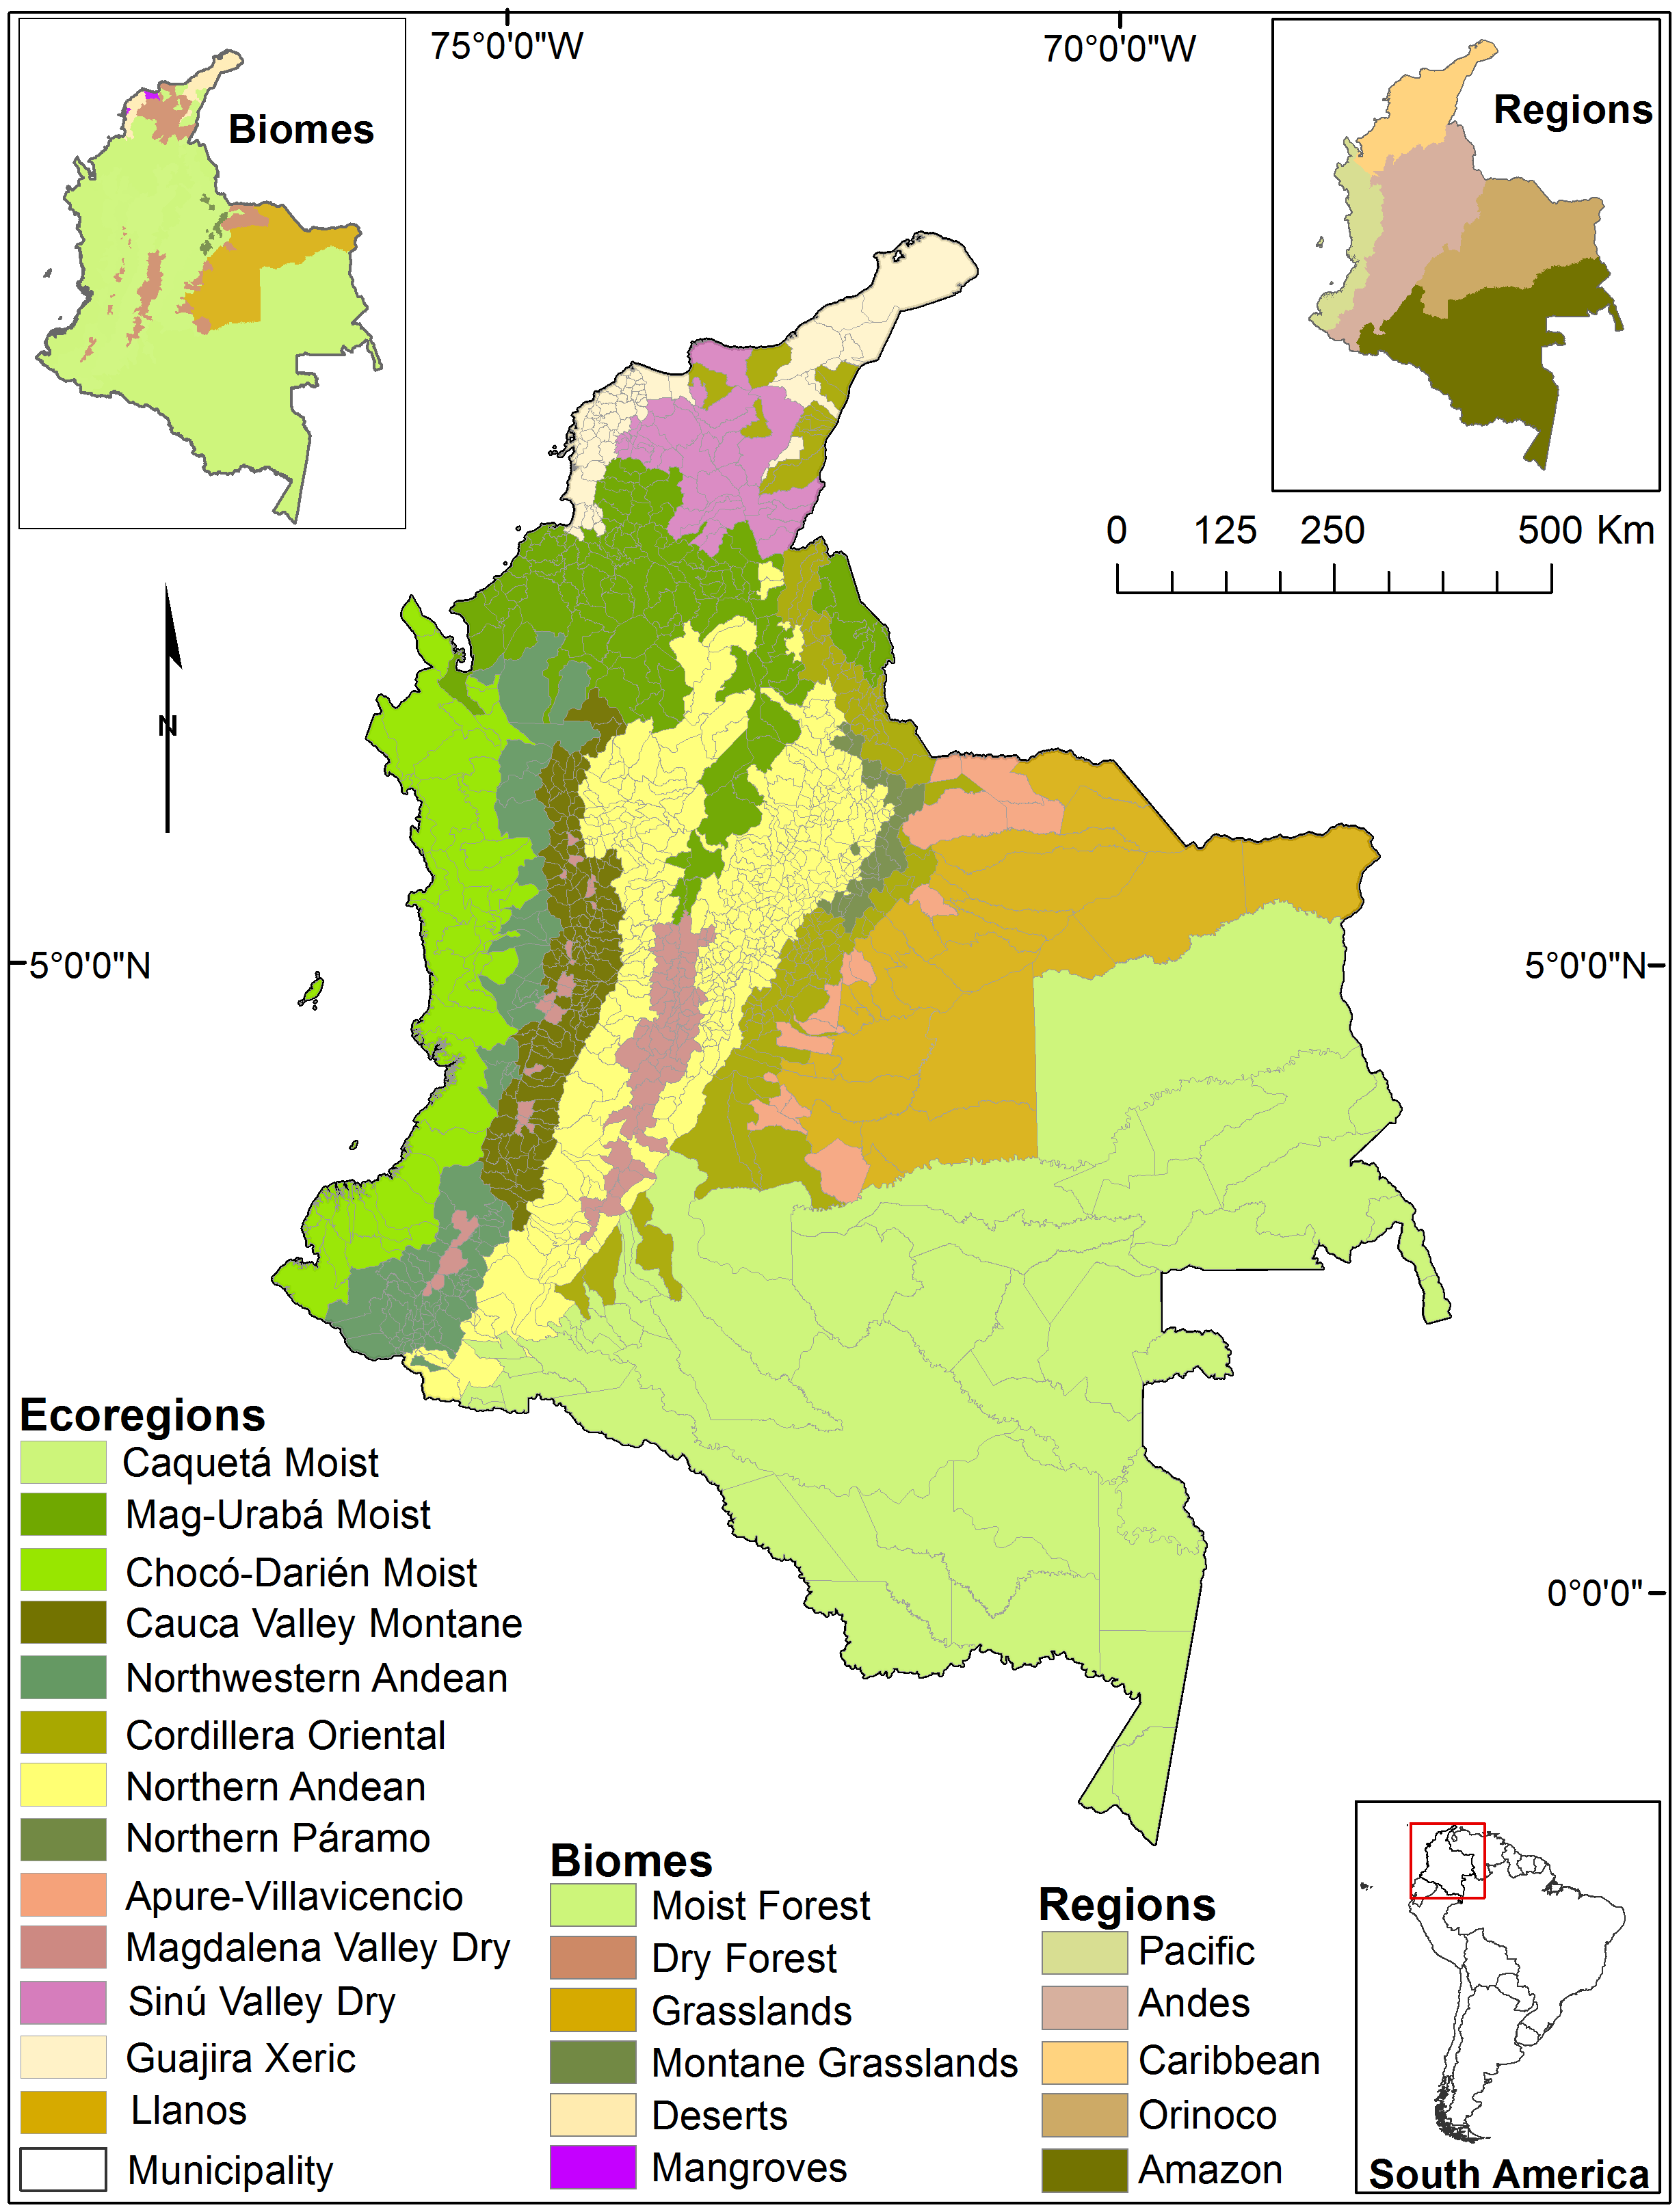 75°0'0"W
70°0'0"W
Biomes
Regions
0 125 250 500 Km
N
5°0'0"N
5°0'0"N
0°0'0"
Ecoregions
Caquetá Moist
Mag-Urabá Moist
Chocó-Darién Moist
Cauca Valley Montane
Northwestern Andean
Cordillera Oriental
Northern Andean
Northern Páramo
Apure-Villavicencio
Magdalena Valley Dry
Sinú Valley Dry
Guajira Xeric
Llanos
Municipality
Biomes
Moist Forest
Dry Forest
Grasslands
Montane Grasslands
Deserts
Mangroves
Regions
Pacific
Andes
Caribbean
Orinoco
Amazon
South America